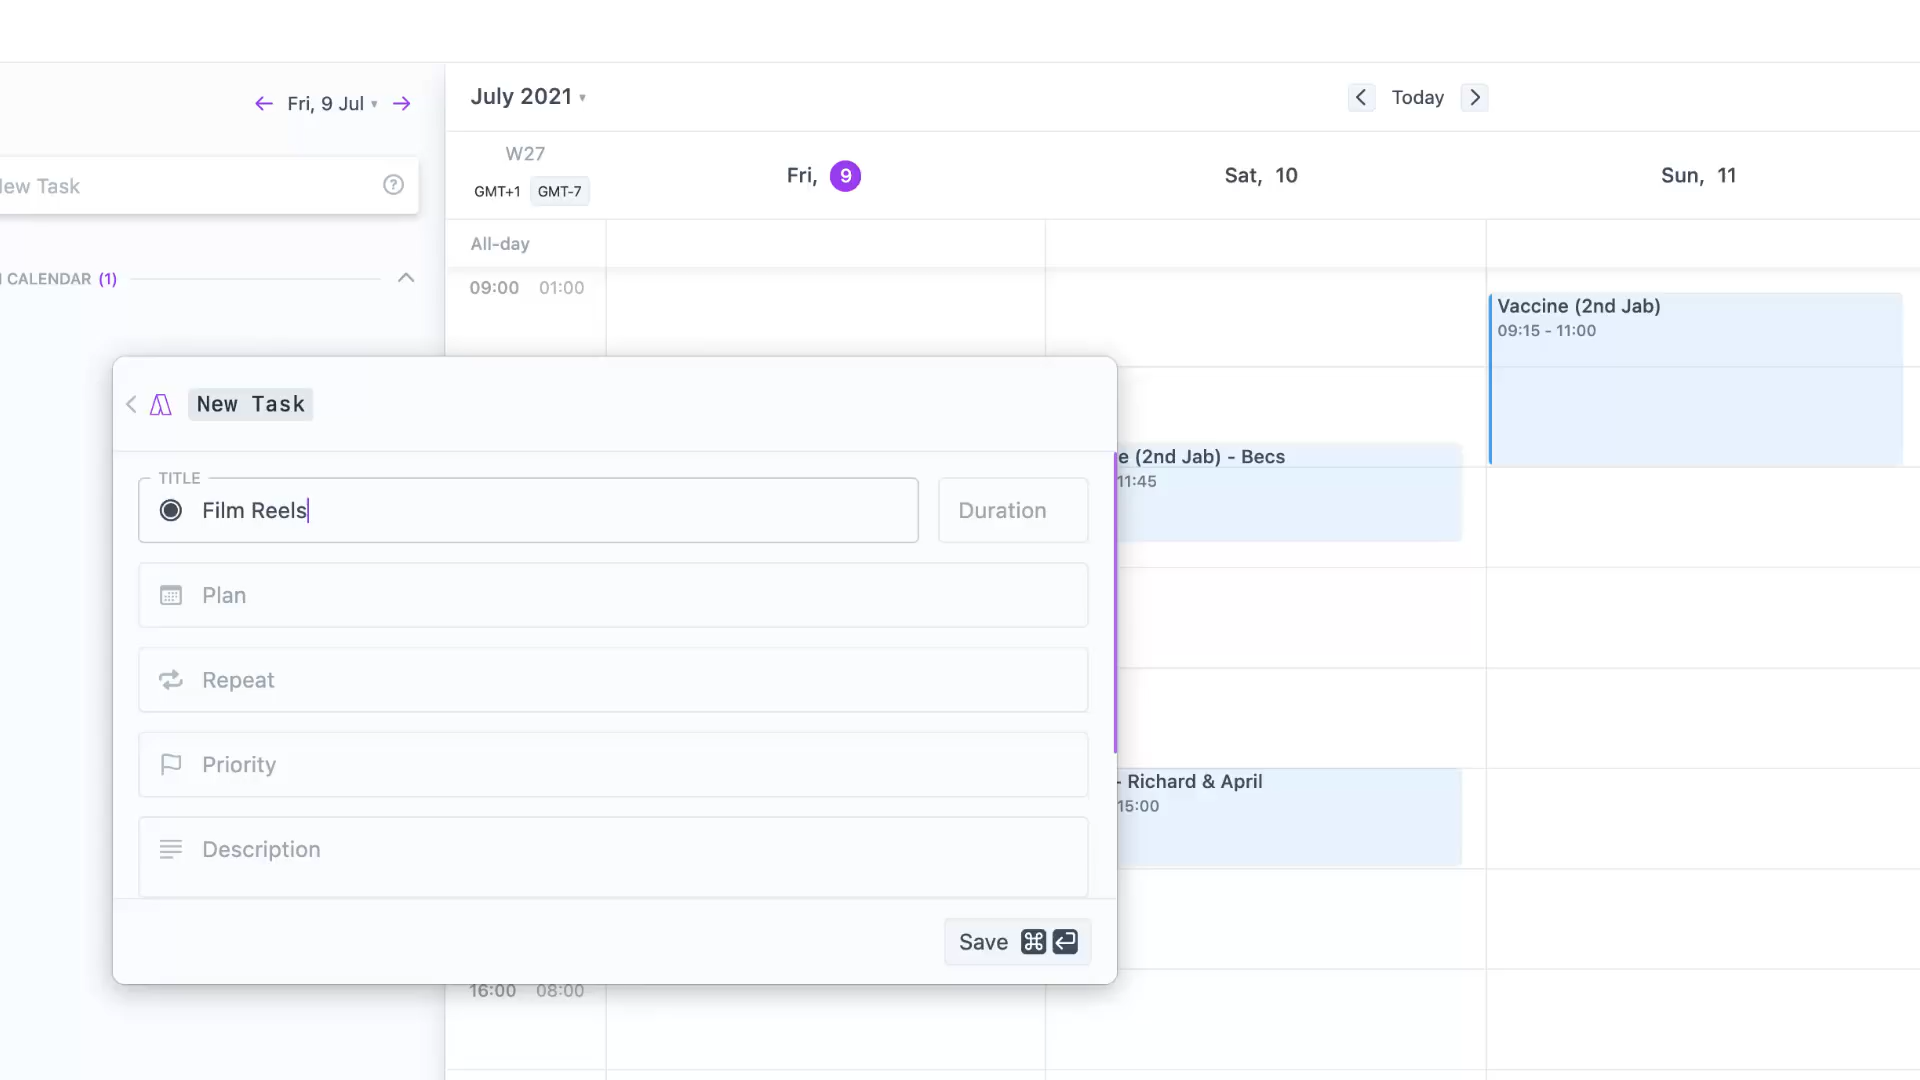 Fri, 9 Jul
July 2021
Today
W27
GMT+1 GMT-7
Fri, 9
Sat, 10
Sun, 11
Task
All-day
CALENDAR (1)
09:00 01:00
Vaccine (2nd Jab)
09:15 - 11:00
New Task
(2nd Jab) - Becs
11:45
TITLE
Film Reels
Duration
Plan
Repeat
Priority
- Richard & April
15:00
Description
Save
16:00 08:00